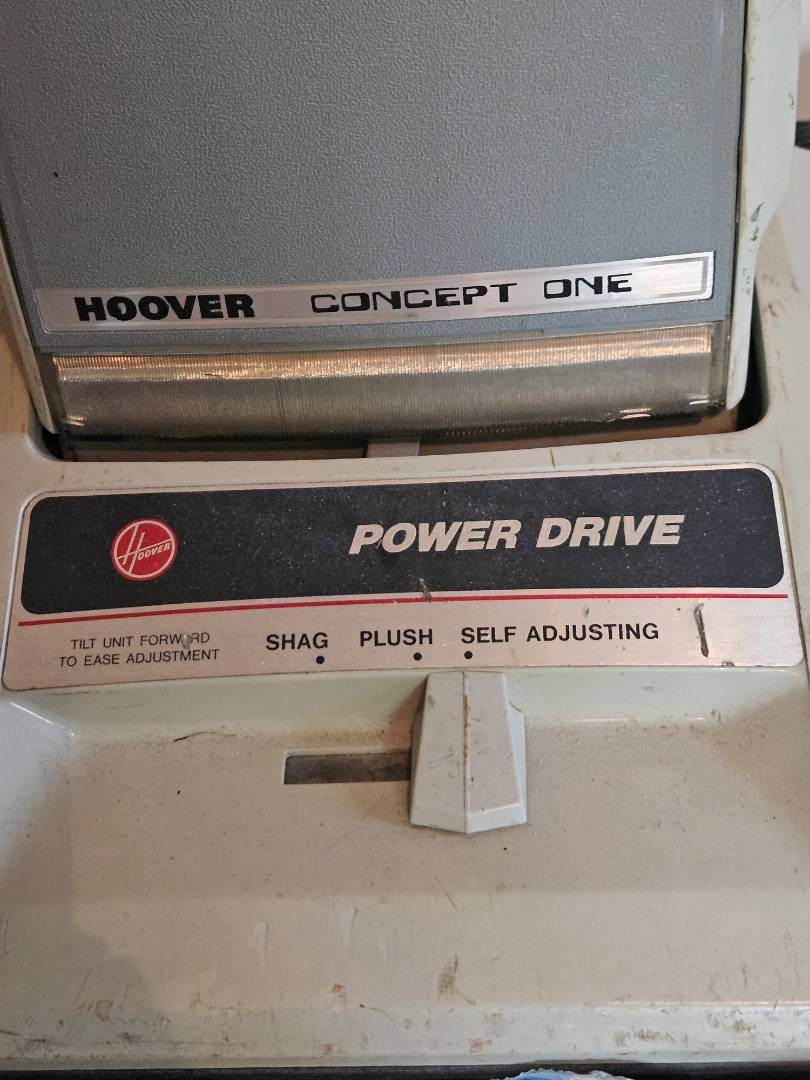 HOOVER CONCEPT ONE
HOOVER
POWER DRIVE
TILT UNIT FORWARD
TO EASE ADJUSTMENT
SHAG PLUSH SELF ADJUSTING